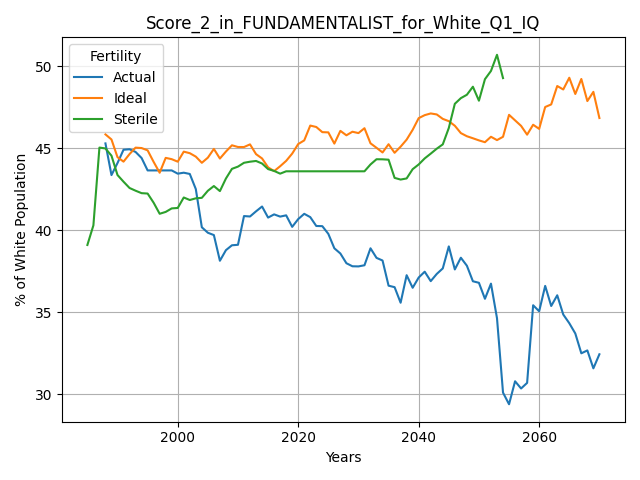 Score_2_in_FUNDAMENTALIST_for_White_Q1_IQ
Fertility
Actual
Ideal
Sterile
% of White Population
50
45
40
35
30
2000
2020
2040
2060
Years